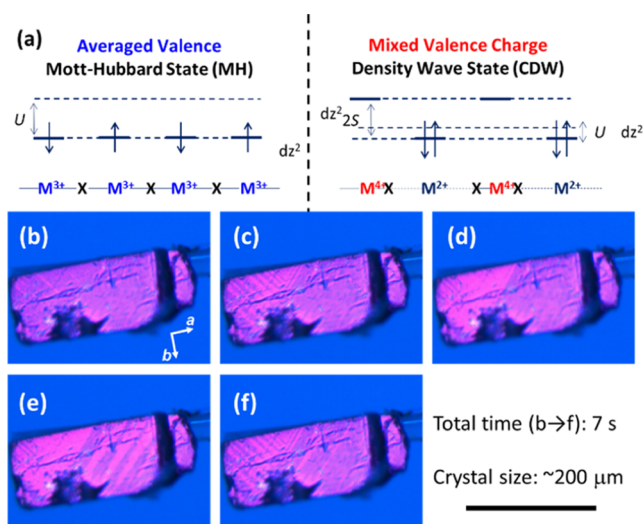 (a)
Averaged Valence
Mott-Hubbard State (MH)
U
dz²
M³⁺ X M³⁺ X M³⁺ X M³⁺
Mixed Valence Charge
Density Wave State (CDW)
dz² 2S
U dz²
M⁴⁺X M²⁺ X M⁴⁺X M²⁺
(b)
a
b
(c)
(d)
(e)
(f)
Total time (b→f): 7 s
Crystal size: ~200 μm